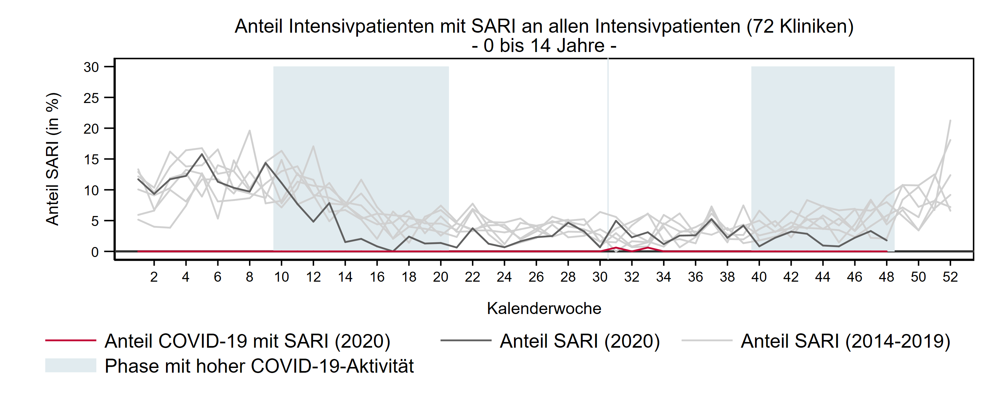 Anteil Intensivpatienten mit SARI an allen Intensivpatienten (72 Kliniken)
- 0 bis 14 Jahre -
Anteil SARI (in %)
30
25
20
15
10
5
0
2 4 6 8 10 12 14 16 18 20 22 24 26 28 30 32 34 36 38 40 42 44 46 48 50 52
Kalenderwoche
Anteil COVID-19 mit SARI (2020) Anteil SARI (2020) Anteil SARI (2014-2019)
Phase mit hoher COVID-19-Aktivität